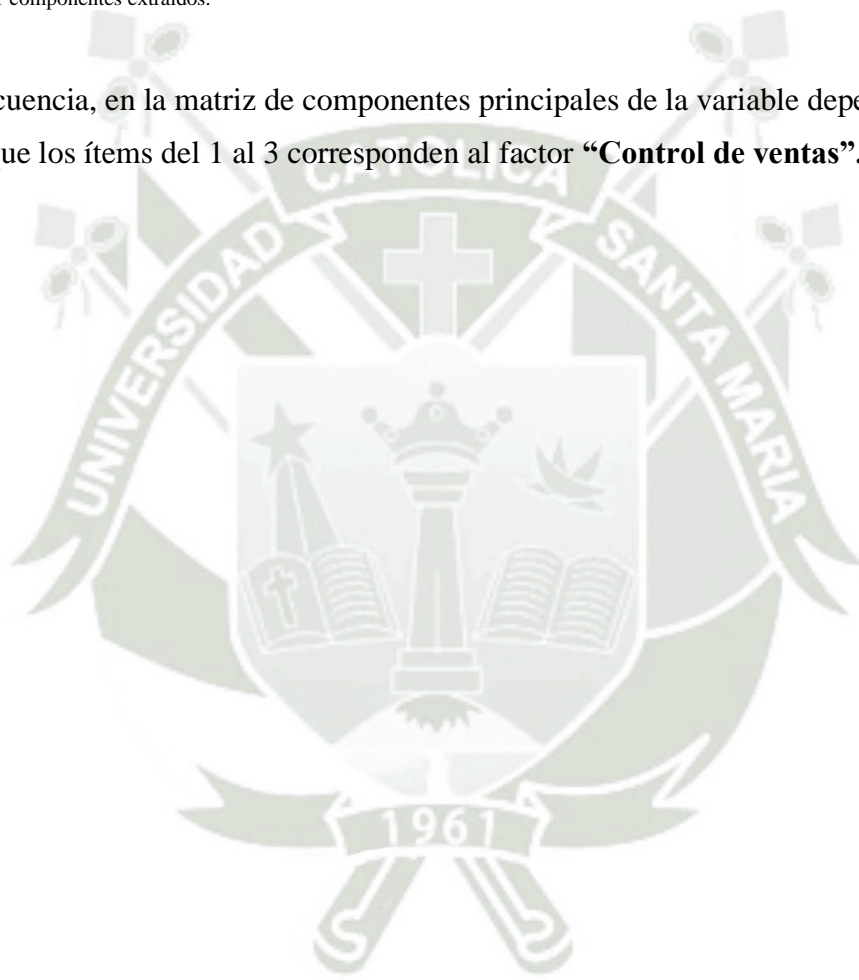 componentes extraídos.
cuencia, en la matriz de componentes principales de la variable depe
que los ítems del 1 al 3 corresponden al factor “Control de ventas”.
CATOLICA
UNIVERSIDAD
SANTA MARIA
1961